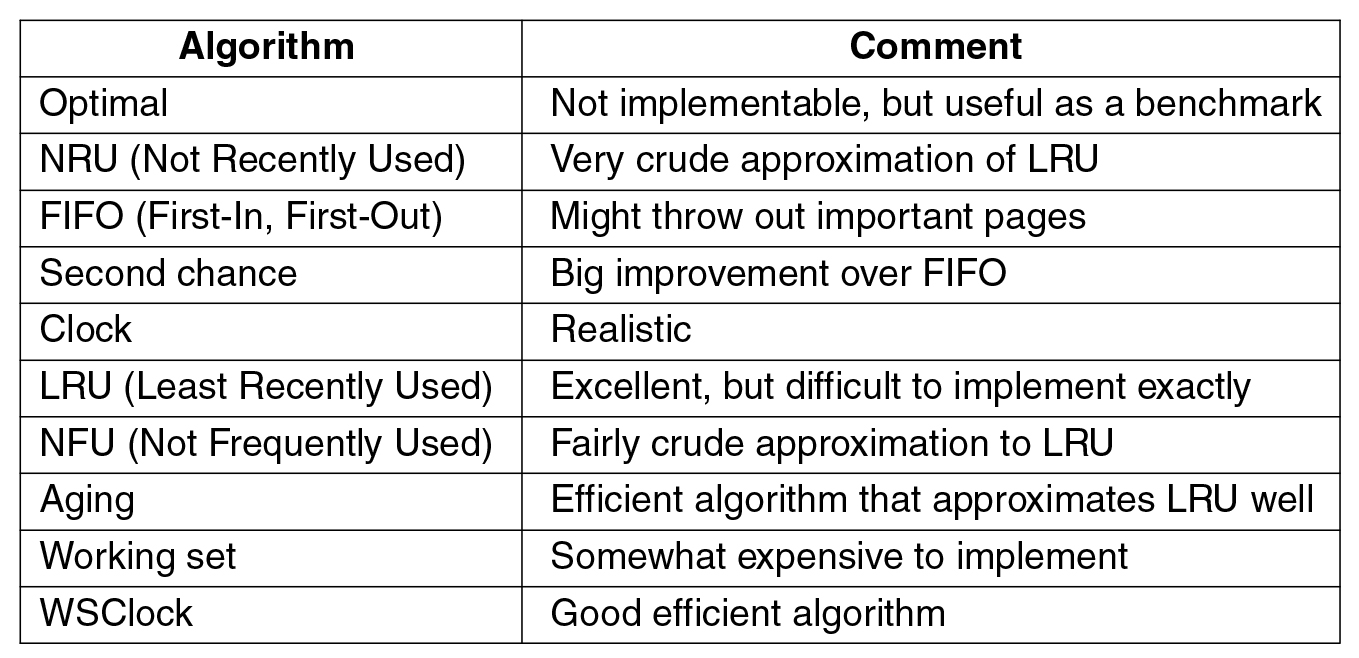 Algorithm Comment
Optimal Not implementable, but useful as a benchmark
NRU (Not Recently Used) Very crude approximation of LRU
FIFO (First-In, First-Out) Might throw out important pages
Second chance Big improvement over FIFO
Clock Realistic
LRU (Least Recently Used) Excellent, but difficult to implement exactly
NFU (Not Frequently Used) Fairly crude approximation to LRU
Aging Efficient algorithm that approximates LRU well
Working set Somewhat expensive to implement
WSClock Good efficient algorithm